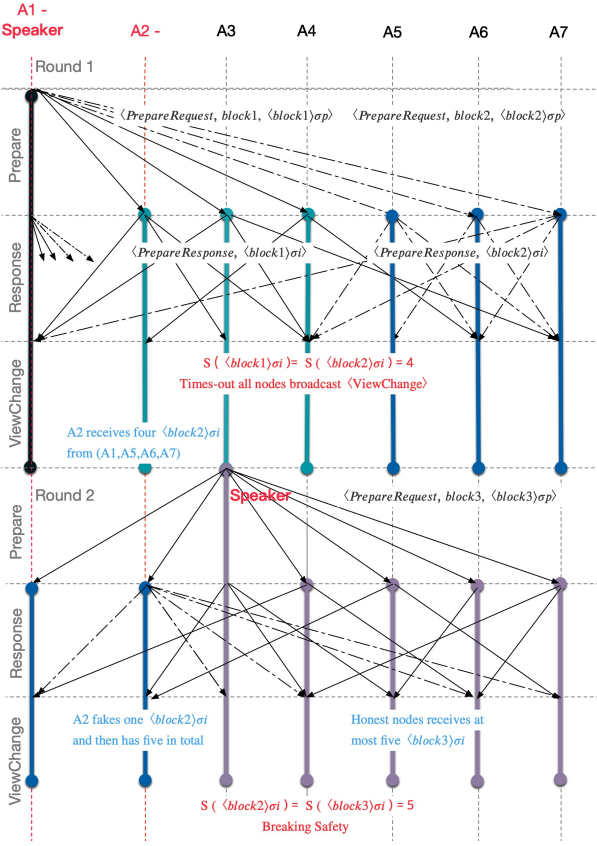 A1 -
Speaker
A2 -
A3
A4
A5
A6
A7
Round 1
Prepare
⟨PrepareRequest, block1, ⟨block1⟩σp⟩
⟨PrepareRequest, block2, ⟨block2⟩σp⟩
Response
⟨PrepareResponse, ⟨block1⟩σi⟩
⟨PrepareResponse, ⟨block2⟩σi⟩
ViewChange
S ( ⟨block1⟩σi) = S ( ⟨block2⟩σi) = 4
Times-out all nodes broadcast ⟨ViewChange⟩
A2 receives four ⟨block2⟩σi
from (A1,A5,A6,A7)
Round 2
Speaker
⟨PrepareRequest, block3, ⟨block3⟩σp⟩
Prepare
Response
ViewChange
A2 fakes one ⟨block2⟩σi
and then has five in total
Honest nodes receives at
most five ⟨block3⟩σi
S ( ⟨block2⟩σi) = S ( ⟨block3⟩σi) = 5
Breaking Safety